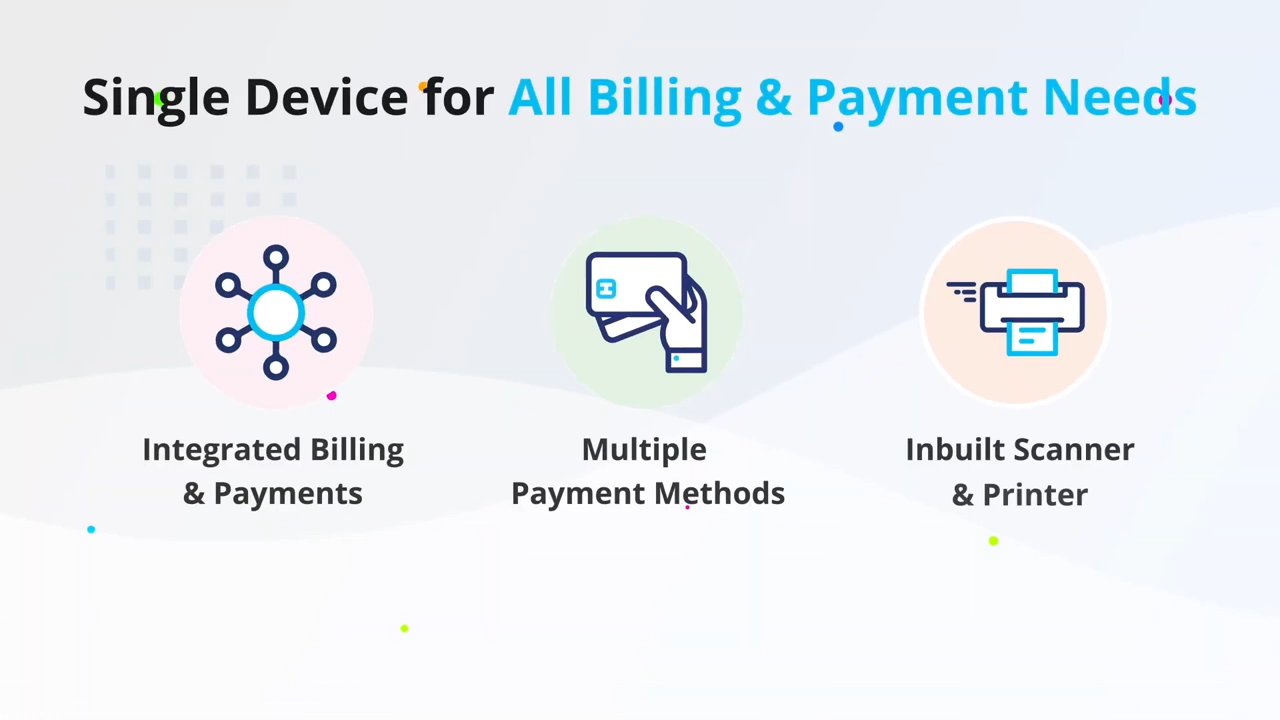 Single Device for All Billing & Payment Needs
Integrated Billing
& Payments
Multiple
Payment Methods
Inbuilt Scanner
& Printer